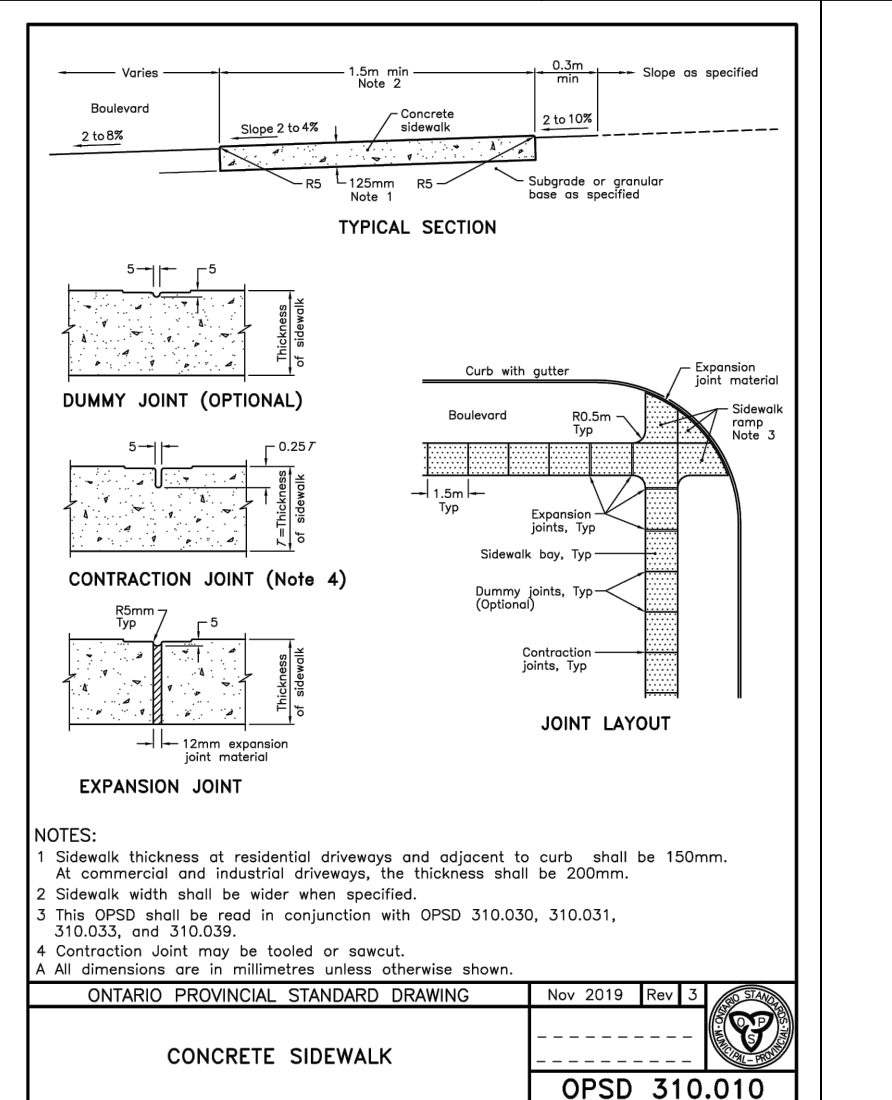 Varies
1.5m min
Note 2
0.3m
min
Slope as specified
Boulevard
2 to 8%
Slope 2 to 4%
Concrete
sidewalk
2 to 10%
R5
125mm
Note 1
R5
Subgrade or granular
base as specified
TYPICAL SECTION
5
5
Thickness
of sidewalk
DUMMY JOINT (OPTIONAL)
5
0.25T
T=Thickness
of sidewalk
CONTRACTION JOINT (Note 4)
R5mm
Typ
5
Thickness
of sidewalk
12mm expansion
joint material
EXPANSION JOINT
Curb with gutter
Expansion
joint material
Boulevard
R0.5m
Typ
Sidewalk
ramp
Note 3
1.5m
Typ
Expansion
joints, Typ
Sidewalk bay, Typ
Dummy joints, Typ
(Optional)
Contraction
joints, Typ
JOINT LAYOUT
NOTES:
1 Sidewalk thickness at residential driveways and adjacent to curb shall be 150mm.
At commercial and industrial driveways, the thickness shall be 200mm.
2 Sidewalk width shall be wider when specified.
3 This OPSD shall be read in conjunction with OPSD 310.030, 310.031,
310.033, and 310.039.
4 Contraction Joint may be tooled or sawcut.
A All dimensions are in millimetres unless otherwise shown.
ONTARIO PROVINCIAL STANDARD DRAWING
Nov 2019
Rev
3
ONTARIO STANDARDS
MUNICIPAL - PROVINCIAL
O P
S
CONCRETE SIDEWALK
OPSD 310.010